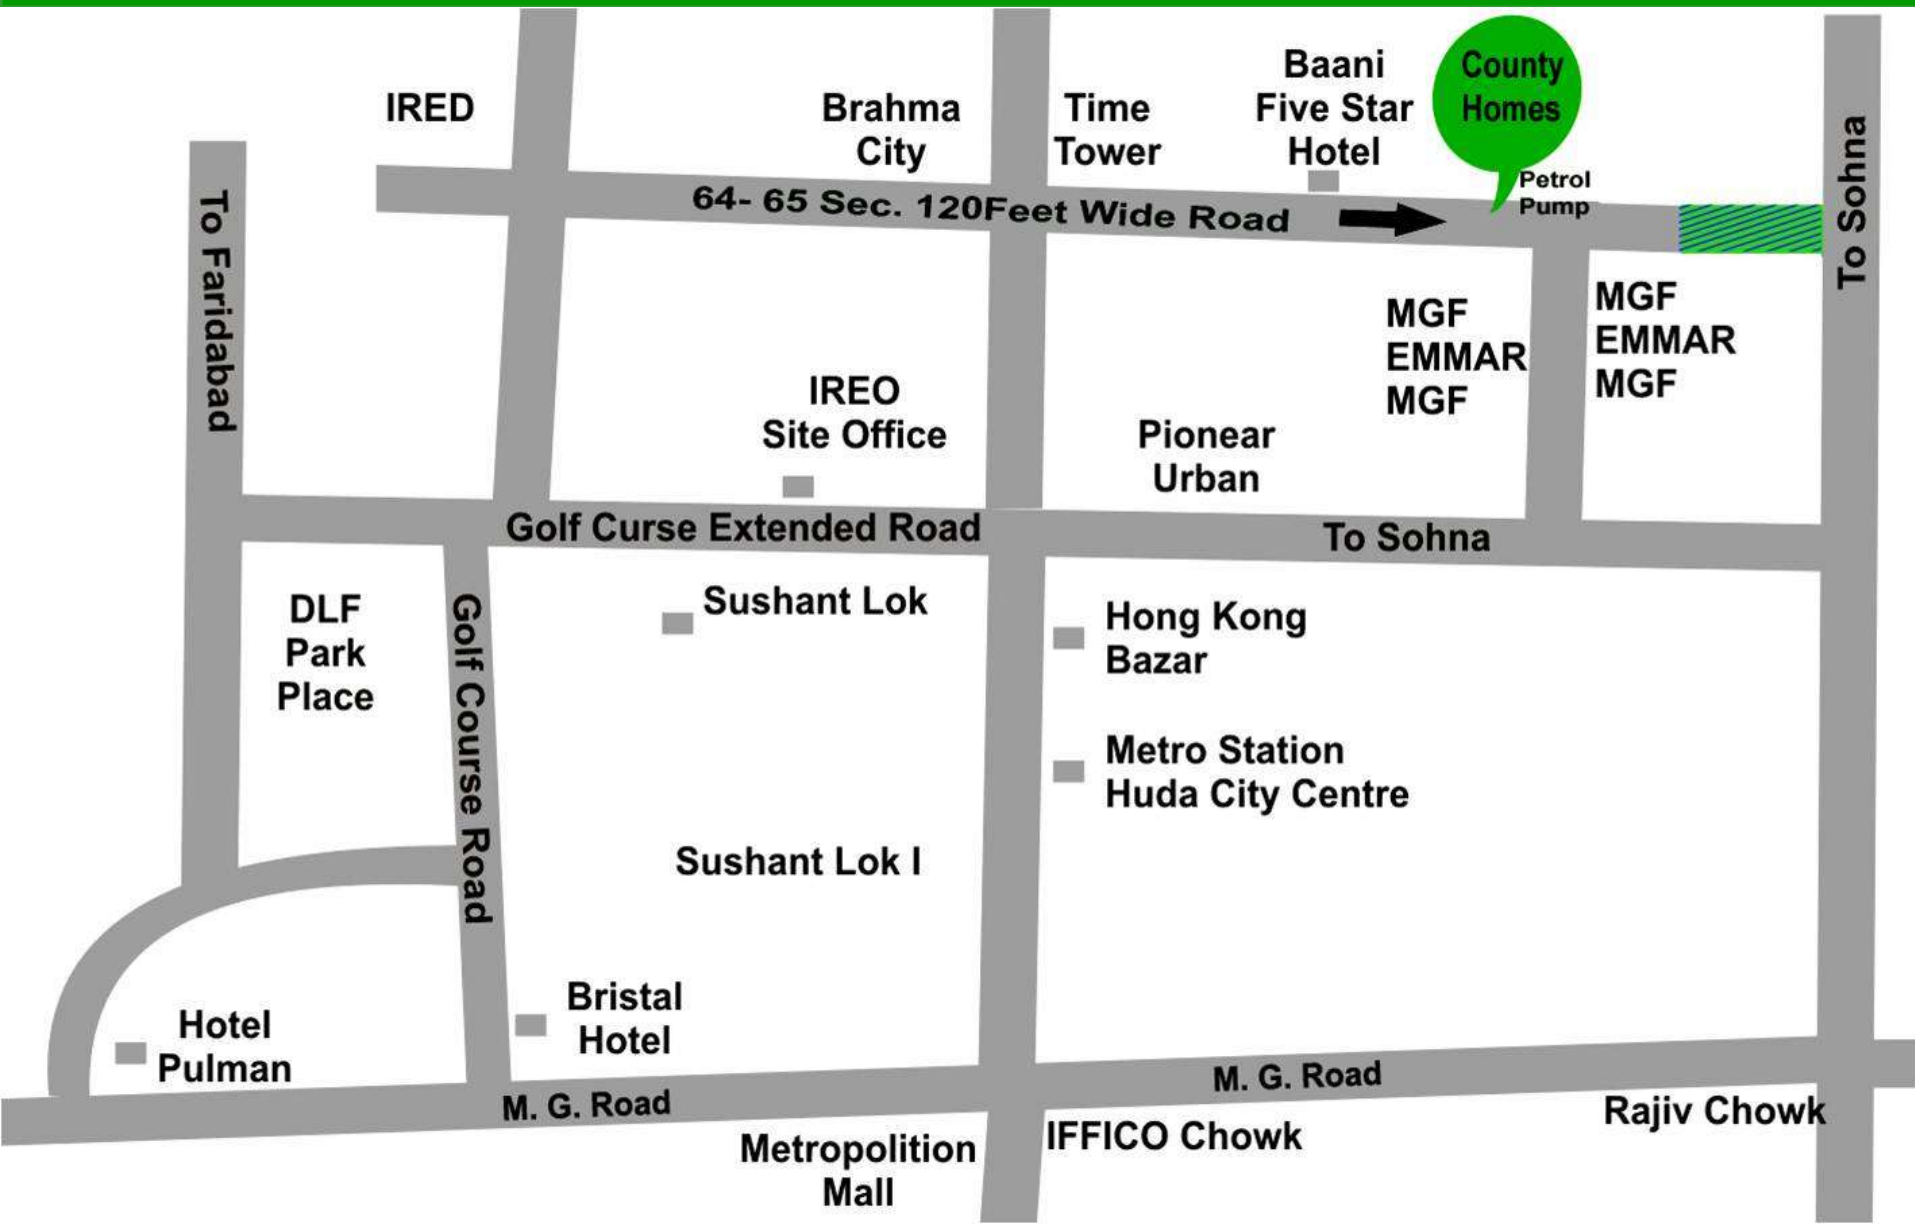 IRED
Brahma
City
Time
Tower
Baani
Five Star
Hotel
County
Homes
Petrol
Pump
To Sohna
64- 65 Sec. 120Feet Wide Road
To Faridabad
MGF
EMMAR
MGF
MGF
EMMAR
MGF
IREO
Site Office
Pionear
Urban
Golf Curse Extended Road
To Sohna
DLF
Park
Place
Golf Course Road
Sushant Lok
Hong Kong
Bazar
Metro Station
Huda City Centre
Sushant Lok I
Bristal
Hotel
Hotel
Pulman
M. G. Road
M. G. Road
Rajiv Chowk
IFFICO Chowk
Metropolition
Mall